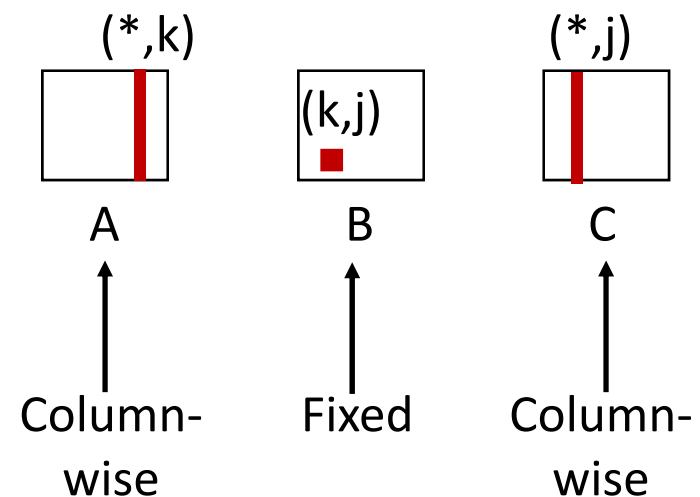 (*,k)
(*,j)
(k,j)
A
B
C
Column-
wise
Fixed
Column-
wise